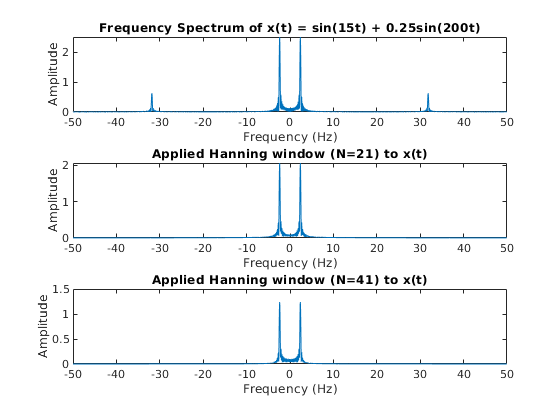 Frequency Spectrum of x(t) = sin(15t) + 0.25sin(200t)
2
1
0
Amplitude
-50 -40 -30 -20 -10 0 10 20 30 40 50
Frequency (Hz)
Applied Hanning window (N=21) to x(t)
2
1
0
Amplitude
-50 -40 -30 -20 -10 0 10 20 30 40 50
Frequency (Hz)
Applied Hanning window (N=41) to x(t)
1.5
1
0.5
0
Amplitude
-50 -40 -30 -20 -10 0 10 20 30 40 50
Frequency (Hz)